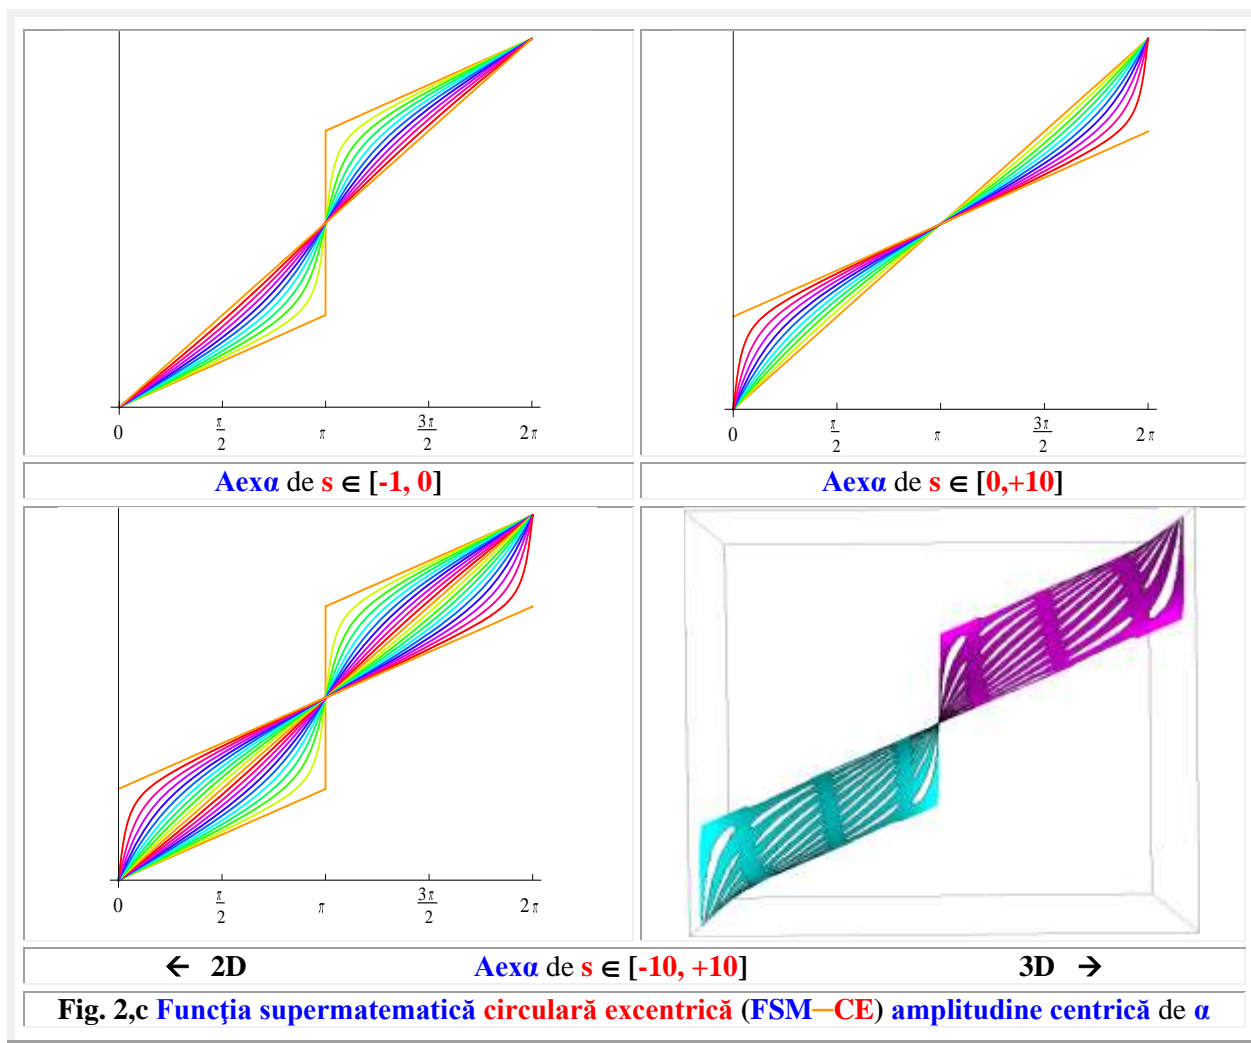 0 π/2 π 3π/2 2π
0 π/2 π 3π/2 2π
Aexα de s ∈ [-1, 0]
Aexα de s ∈ [0,+10]
0 π/2 π 3π/2 2π
← 2D Aexα de s ∈ [-10, +10] 3D →
Fig. 2,c Funcţia supermatematică circulară excentrică (FSM—CE) amplitudine centrică de α